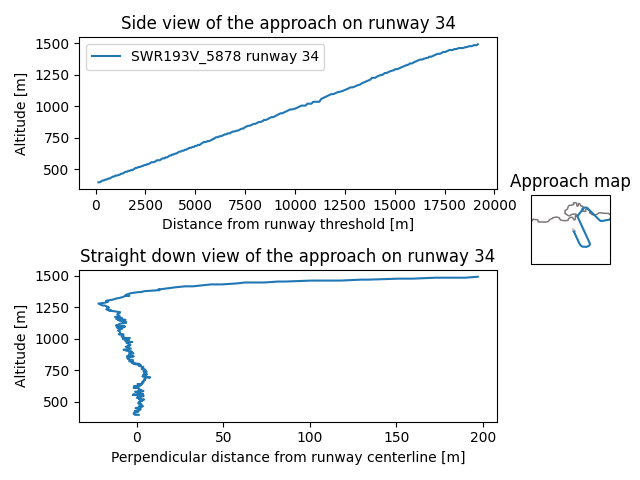 Side view of the approach on runway 34
1500
1250
1000
750
500
Altitude [m]
SWR193V_5878 runway 34
0 2500 5000 7500 10000 12500 15000 17500 20000
Distance from runway threshold [m]
Approach map
Straight down view of the approach on runway 34
1500
1250
1000
750
500
Altitude [m]
0 50 100 150 200
Perpendicular distance from runway centerline [m]